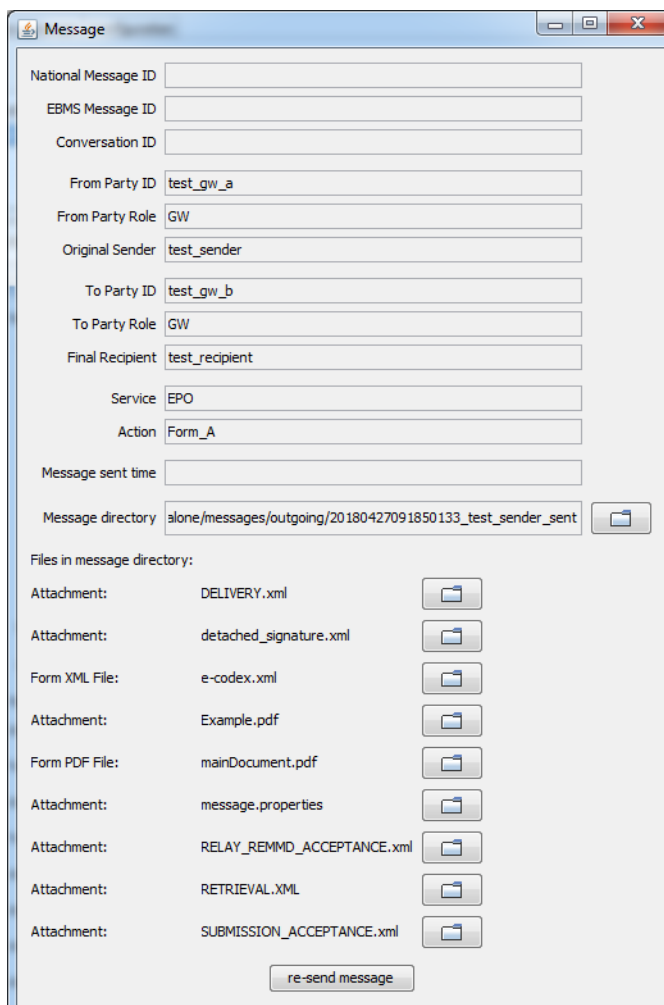 Message
National Message ID
EBMS Message ID
Conversation ID
From Party ID test_gw_a
From Party Role GW
Original Sender test_sender
To Party ID test_gw_b
To Party Role GW
Final Recipient test_recipient
Service EPO
Action Form_A
Message sent time
Message directory alone/messages/outgoing/20180427091850133_test_sender_sent
Files in message directory:
Attachment: DELIVERY.xml
Attachment: detached_signature.xml
Form XML File: e-codex.xml
Attachment: Example.pdf
Form PDF File: mainDocument.pdf
Attachment: message.properties
Attachment: RELAY_REMMD_ACCEPTANCE.xml
Attachment: RETRIEVAL.XML
Attachment: SUBMISSION_ACCEPTANCE.xml
re-send message